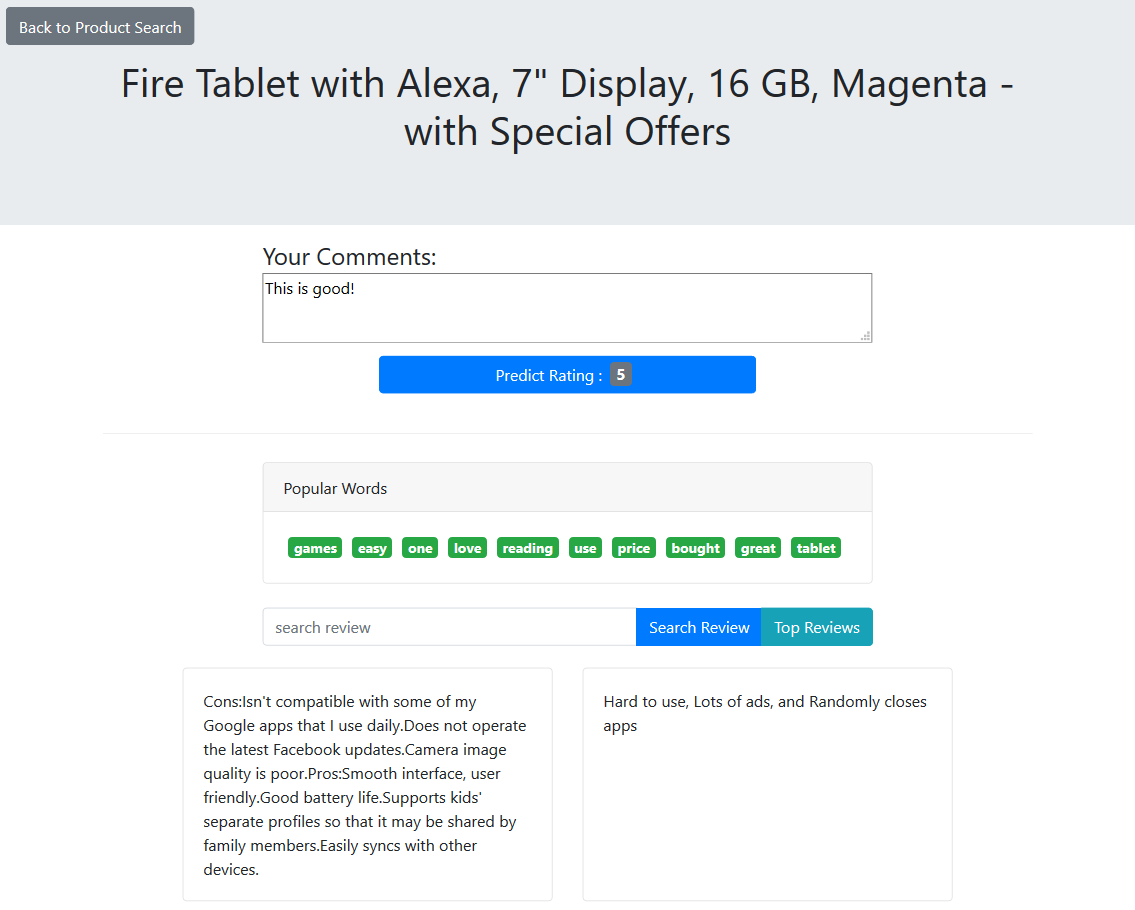 Back to Product Search
Fire Tablet with Alexa, 7" Display, 16 GB, Magenta -
with Special Offers
Your Comments:
This is good!
Predict Rating : 5
Popular Words
games easy one love reading use price bought great tablet
search review Search Review Top Reviews
Cons:Isn't compatible with some of my
Google apps that I use daily.Does not operate
the latest Facebook updates.Camera image
quality is poor.Pros:Smooth interface, user
friendly.Good battery life.Supports kids'
separate profiles so that it may be shared by
family members.Easily syncs with other
devices.
Hard to use, Lots of ads, and Randomly closes
apps